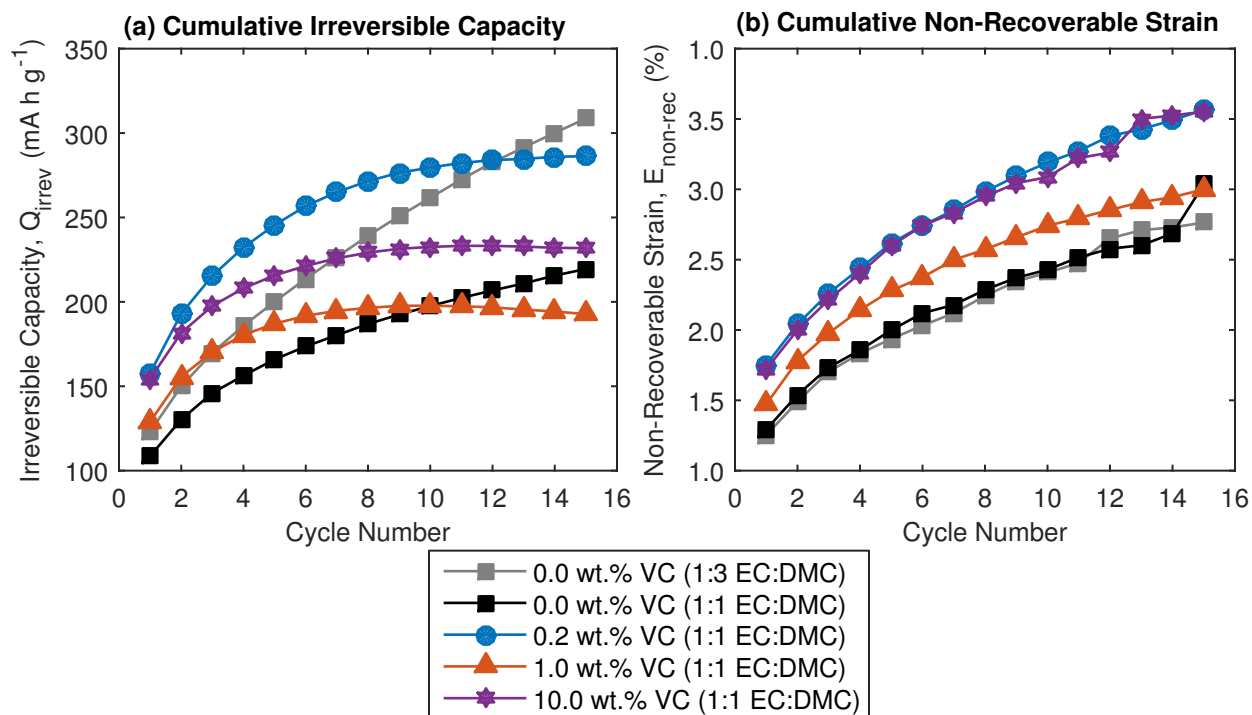 (a) Cumulative Irreversible Capacity
350
300
250
200
150
100
0 2 4 6 8 10 12 14 16
Irreversible Capacity, Q_irrev (mA h g⁻¹)
Cycle Number
(b) Cumulative Non-Recoverable Strain
1.0
3.5
3.0
2.5
2.0
1.5
1.0
0 2 4 6 8 10 12 14 16
Non-Recoverable Strain, E_non-rec (%)
Cycle Number
0.0 wt.% VC (1:3 EC:DMC)
0.0 wt.% VC (1:1 EC:DMC)
0.2 wt.% VC (1:1 EC:DMC)
1.0 wt.% VC (1:1 EC:DMC)
10.0 wt.% VC (1:1 EC:DMC)